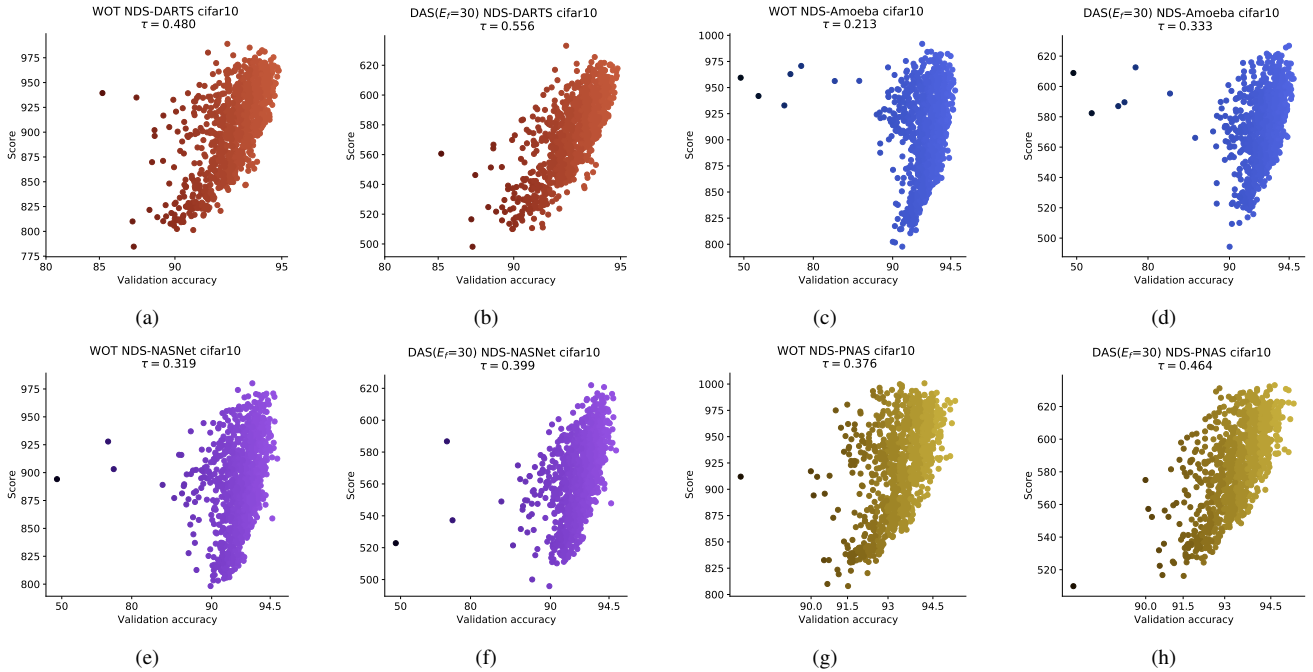 WOT NDS-DARTS cifar10
τ = 0.480
Score
975
950
925
900
875
850
825
800
775
80
85
90
95
Validation accuracy
(a)
DAS(E_f=30) NDS-DARTS cifar10
τ = 0.556
Score
620
600
580
560
540
520
500
80
85
90
95
Validation accuracy
(b)
WOT NDS-Amoeba cifar10
τ = 0.213
Score
1000
975
950
925
900
875
850
825
800
50
80
90
94.5
Validation accuracy
(c)
DAS(E_f=30) NDS-Amoeba cifar10
τ = 0.333
Score
620
600
580
560
540
520
500
50
80
90
94.5
Validation accuracy
(d)
WOT NDS-NASNet cifar10
τ = 0.319
Score
975
950
925
900
875
850
825
800
50
80
90
94.5
Validation accuracy
(e)
DAS(E_f=30) NDS-NASNet cifar10
τ = 0.399
Score
620
600
580
560
540
520
500
50
80
90
94.5
Validation accuracy
(f)
WOT NDS-PNAS cifar10
τ = 0.376
Score
1000
975
950
925
900
875
850
825
800
90.0
91.5
93
94.5
Validation accuracy
(g)
DAS(E_f=30) NDS-PNAS cifar10
τ = 0.464
Score
620
600
580
560
540
520
90.0
91.5
93
94.5
Validation accuracy
(h)